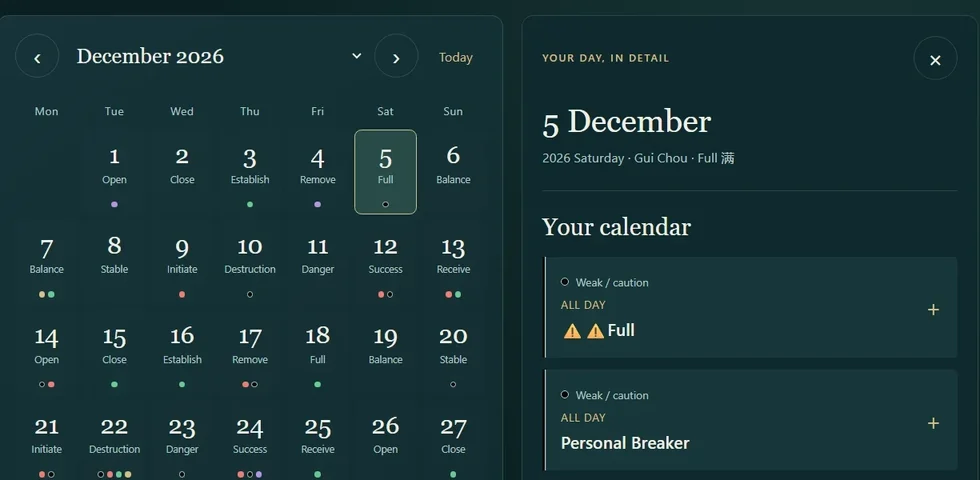 ‹ December 2026 › Today
Mon Tue Wed Thu Fri Sat Sun
1 2 3 4 5 6
Open Close Establish Remove Full Balance
7 8 9 10 11 12 13
Balance Stable Initiate Destruction Danger Success Receive
14 15 16 17 18 19 20
Open Close Establish Remove Full Balance Stable
21 22 23 24 25 26 27
Initiate Destruction Danger Success Receive Open Close
YOUR DAY, IN DETAIL
×
5 December
2026 Saturday · Gui Chou · Full 满
Your calendar
Weak / caution
ALL DAY
⚠️ ⚠️ Full
+
Weak / caution
ALL DAY
Personal Breaker
+